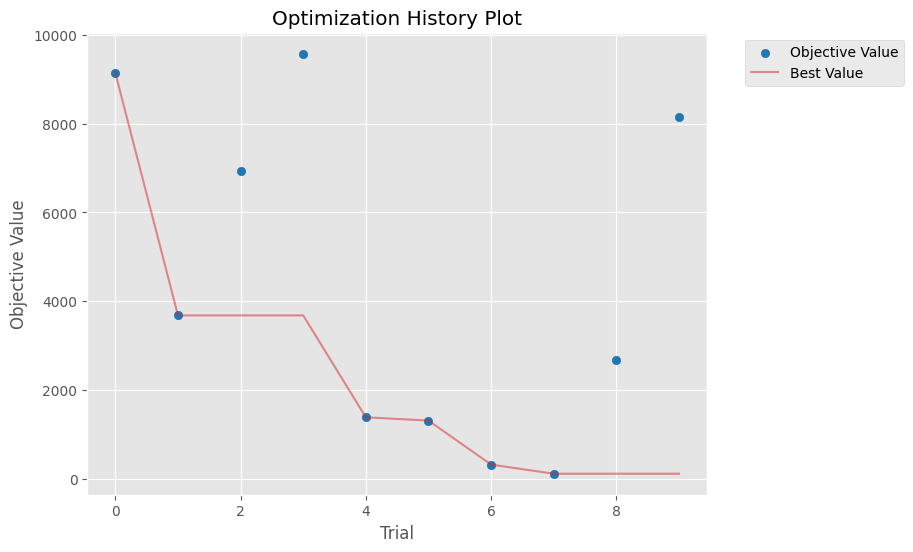 Optimization History Plot
Objective Value
Best Value
Objective Value
10000
8000
6000
4000
2000
0
0 2 4 6 8
Trial